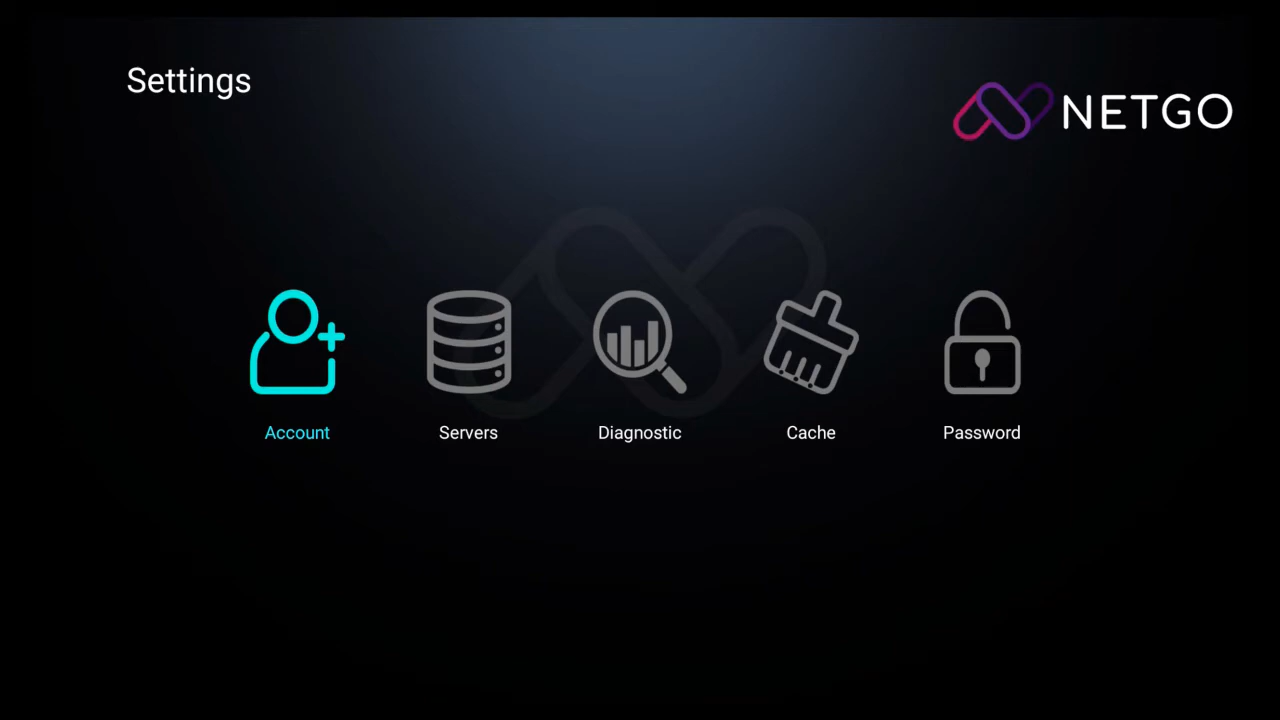 Settings
NETGO
Account
Servers
Diagnostic
Cache
Password